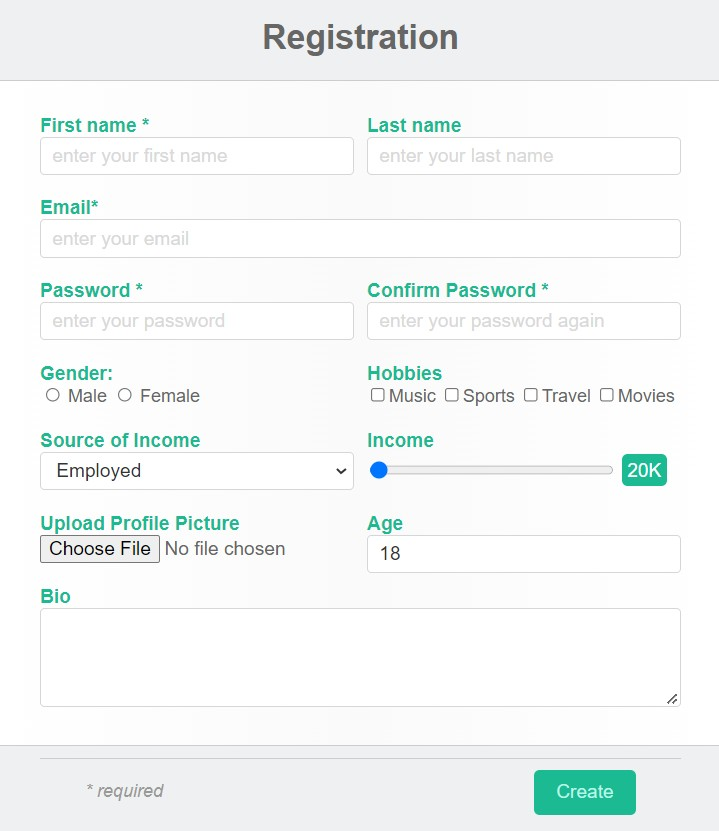 Registration
First name * Last name
enter your first name enter your last name
Email*
enter your email
Password * Confirm Password *
enter your password enter your password again
Gender: Hobbies
Male Female Music Sports Travel Movies
Source of Income Income
Employed 20K
Upload Profile Picture Age
Choose File No file chosen 18
Bio
* required Create